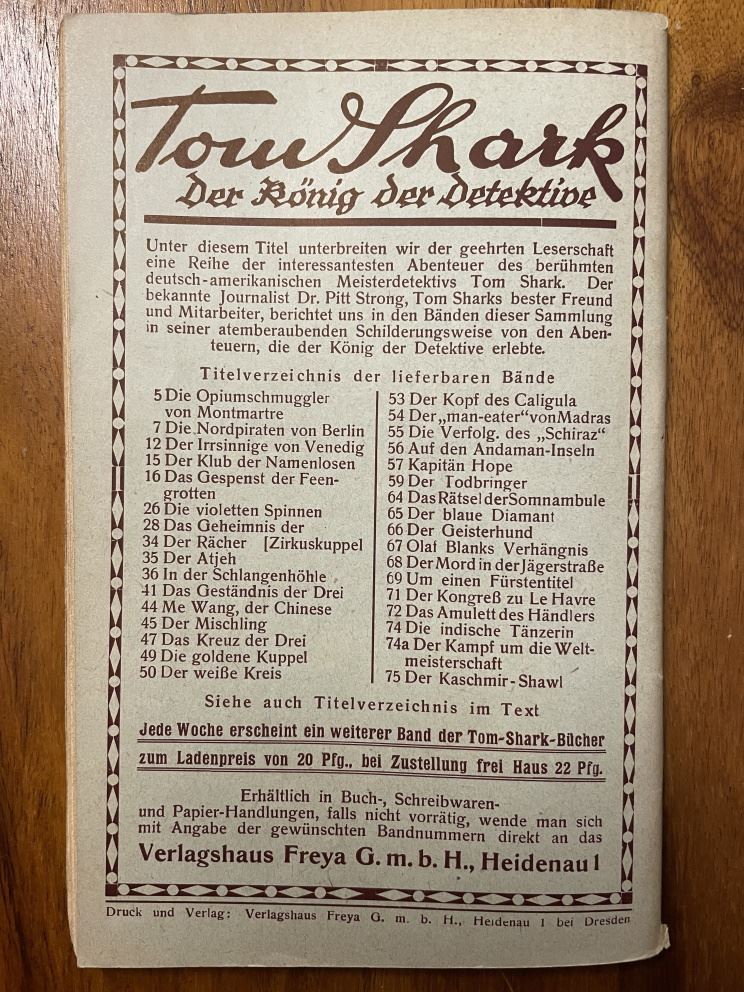 Tom Shark
Der König der Detektive
Unter diesem Titel unterbreiten wir der geehrten Leserschaft
eine Reihe der interessantesten Abenteuer des berühmten
deutsch-amerikanischen Meisterdetektivs Tom Shark. Der
bekannte Journalist Dr. Pitt Strong, Tom Sharks bester Freund
und Mitarbeiter, berichtet uns in den Bänden dieser Sammlung
in seiner atemberaubenden Schilderungsweise von den Aben-
teuern, die der König der Detektive erlebte.
Titelverzeichnis der lieferbaren Bände
5 Die Opiumschmuggler
von Montmartre
7 Die Nordpiraten von Berlin
12 Der Irrsinnige von Venedig
15 Der Klub der Namenlosen
16 Das Gespenst der Feen-
grotten
26 Die violetten Spinnen
28 Das Geheimnis der
34 Der Rächer [Zirkuskuppel
35 Der Atjeh
36 In der Schlangenhöhle
41 Das Geständnis der Drei
44 Me Wang, der Chinese
45 Der Mischling
47 Das Kreuz der Drei
49 Die goldene Kuppel
50 Der weiße Kreis
53 Der Kopf des Caligula
54 Der „man-eater" von Madras
55 Die Verfolg. des „Schiraz"
56 Auf den Andaman-Inseln
57 Kapitän Hope
59 Der Todbringer
64 Das Rätsel der Somnambule
65 Der blaue Diamant
66 Der Geisterhund
67 Olaf Blanks Verhängnis
68 Der Mord in der Jägerstraße
69 Um einen Fürstentitel
71 Der Kongreß zu Le Havre
72 Das Amulett des Händlers
74 Die indische Tänzerin
74a Der Kampf um die Welt-
meisterschaft
75 Der Kaschmir-Shawl
Siehe auch Titelverzeichnis im Text
Jede Woche erscheint ein weiterer Band der Tom-Shark-Bücher
zum Ladenpreis von 20 Pfg., bei Zustellung frei Haus 22 Pfg.
Erhältlich in Buch-, Schreibwaren-
und Papier-Handlungen, falls nicht vorrätig, wende man sich
mit Angabe der gewünschten Bandnummern direkt an das
Verlagshaus Freya G. m. b. H., Heidenau 1
Druck und Verlag: Verlagshaus Freya G. m. b. H., Heidenau 1 bei Dresden